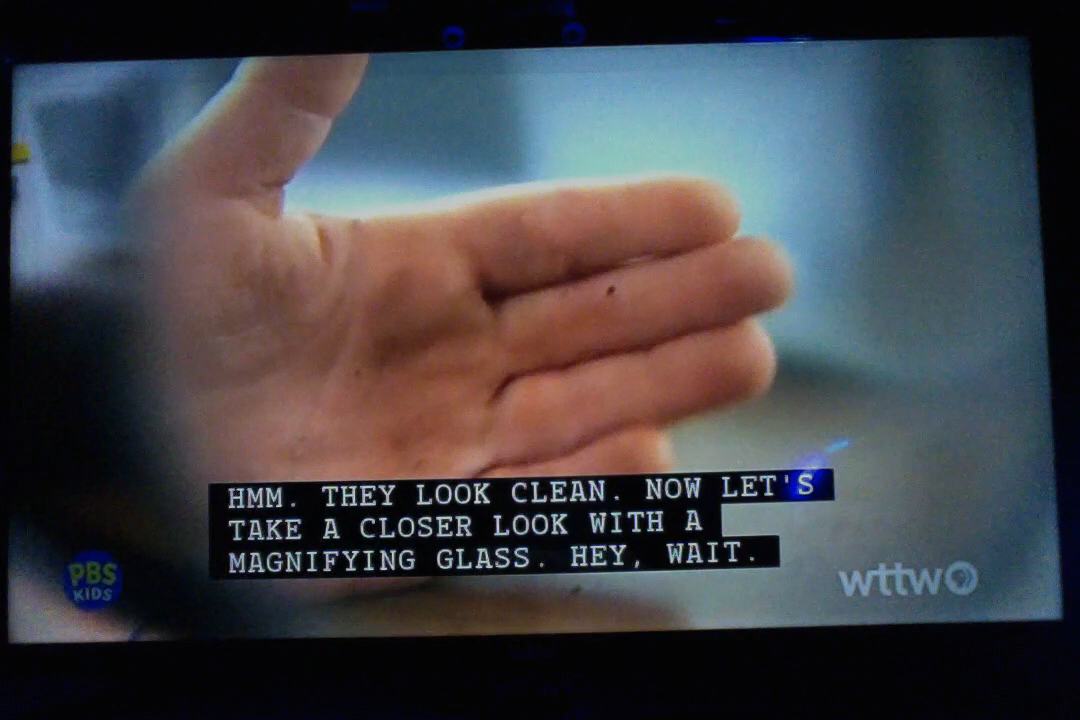 HMM. THEY LOOK CLEAN. NOW LET'S
TAKE A CLOSER LOOK WITH A
MAGNIFYING GLASS. HEY, WAIT.
PBS
KIDS
wttw